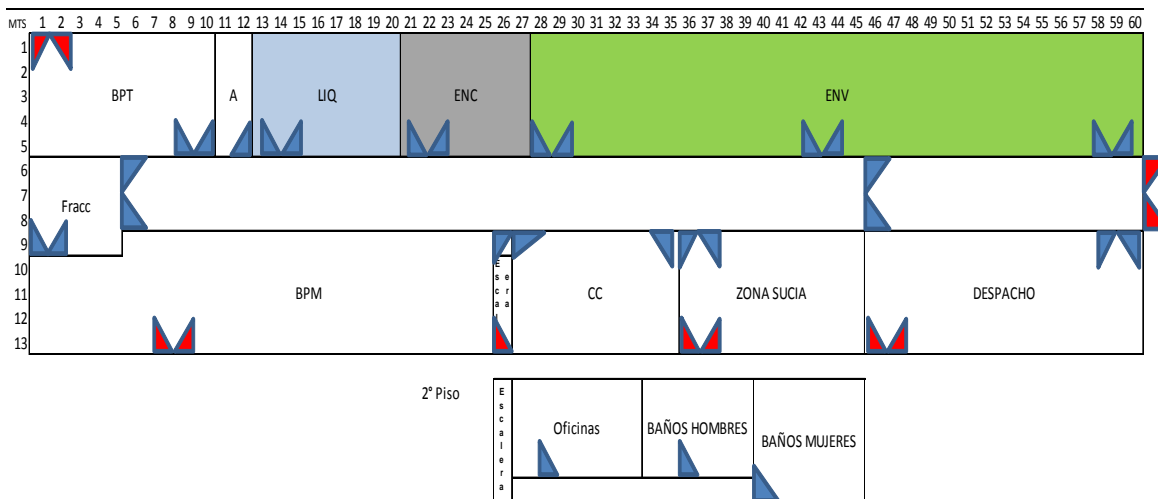 MTS 1 2 3 4 5 6 7 8 9 10 11 12 13 14 15 16 17 18 19 20 21 22 23 24 25 26 27 28 29 30 31 32 33 34 35 36 37 38 39 40 41 42 43 44 45 46 47 48 49 50 51 52 53 54 55 56 57 58 59 60
1
2
3 BPT A LIQ ENC ENV
4
5
6
7 Fracc
8
9
10
11 BPM CC ZONA SUCIA DESPACHO
12
13
2° Piso
Escalera
Oficinas BAÑOS HOMBRES BAÑOS MUJERES